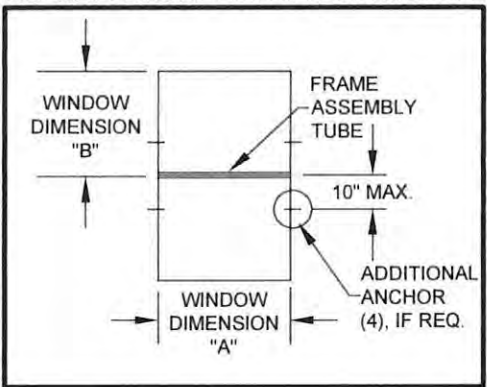 FRAME
ASSEMBLY
TUBE
WINDOW
DIMENSION
"B"
10" MAX.
ADDITIONAL
ANCHOR
(4), IF REQ.
WINDOW
DIMENSION
"A"